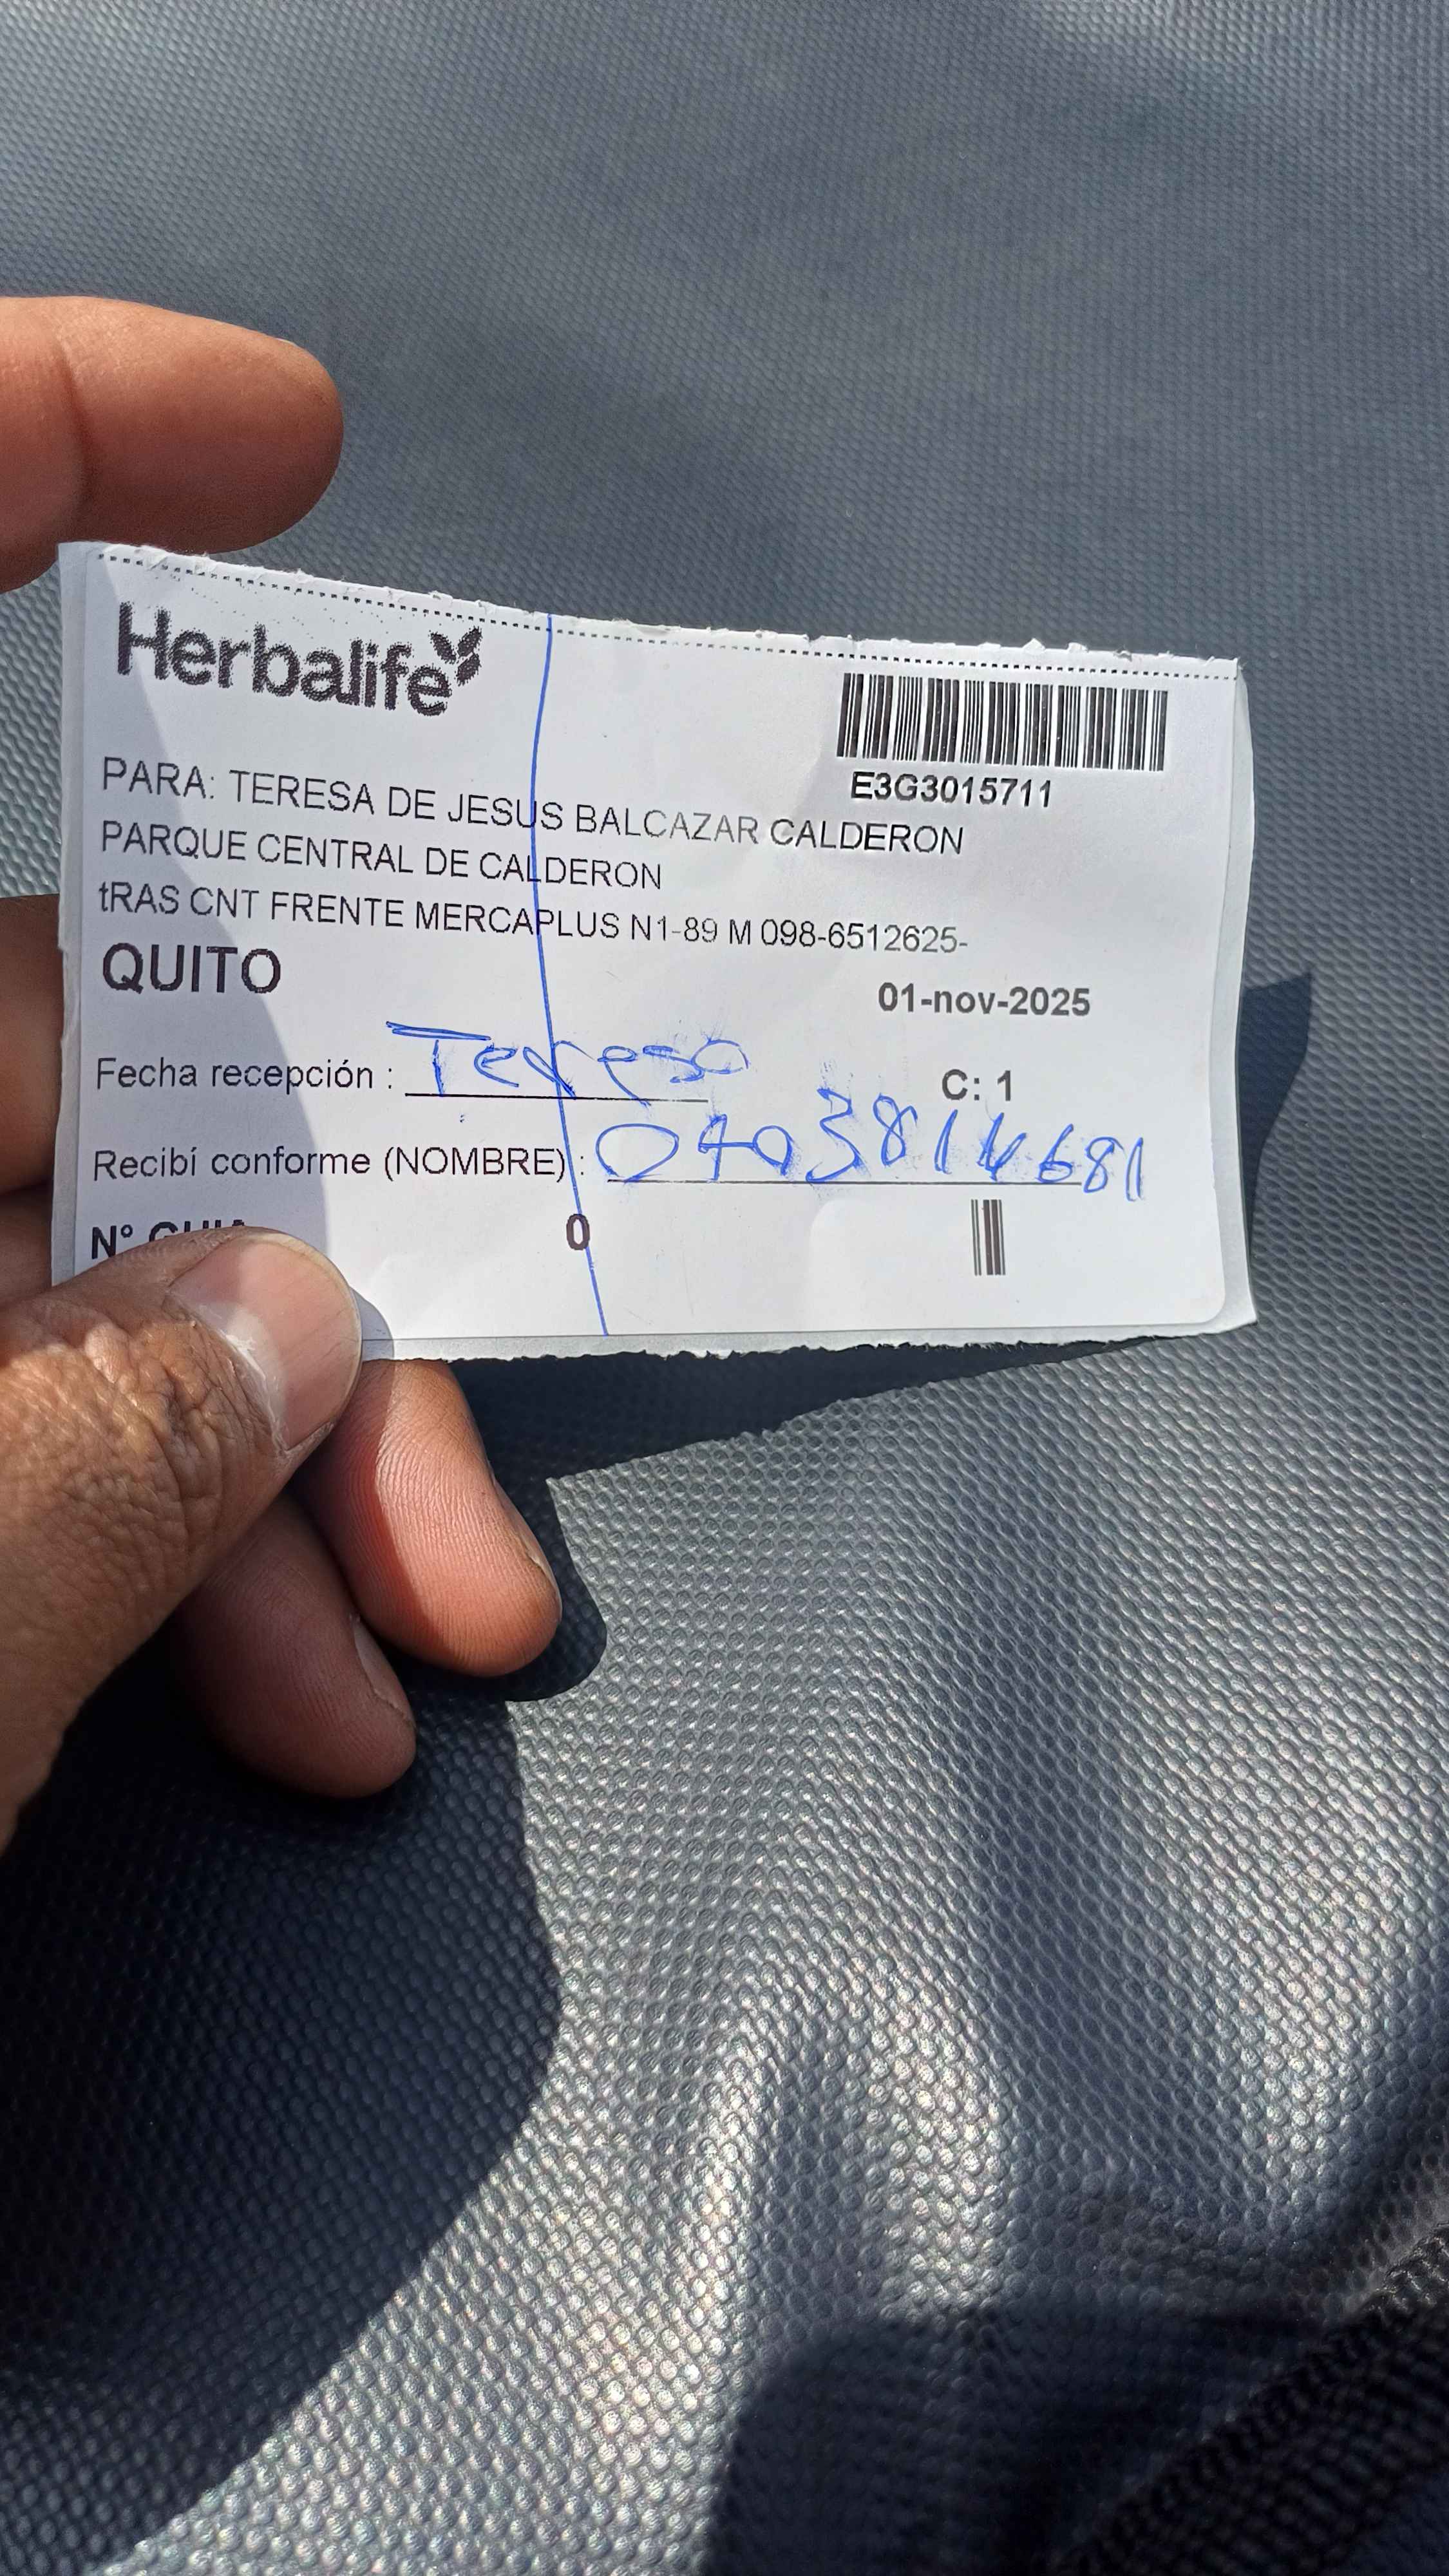 Herbalife
E3G3015711
PARA: TERESA DE JESUS BALCAZAR CALDERON
PARQUE CENTRAL DE CALDERON
tRAS CNT FRENTE MERCAPLUS N1-89 M 098-6512625-
QUITO
01-nov-2025
Fecha recepción : Teresa
C: 1
Recibí conforme (NOMBRE) :
N° GUIA
0